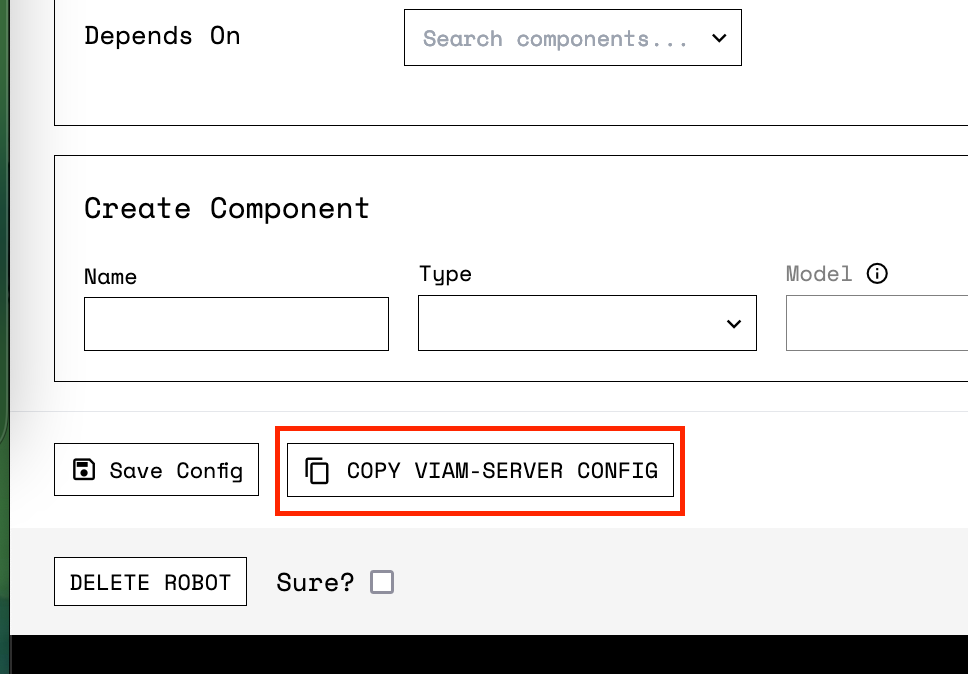 Depends On
Search components...
Create Component
Name
Type
Model
Save Config
COPY VIAM-SERVER CONFIG
DELETE ROBOT
Sure?